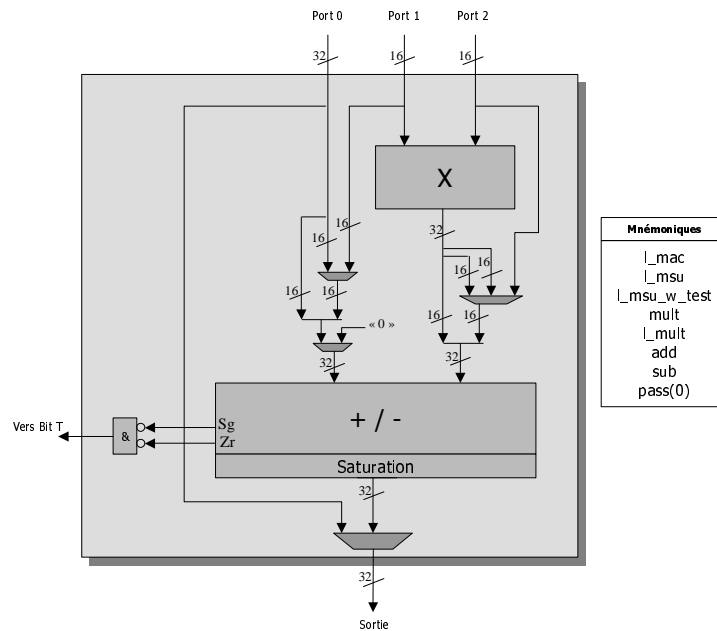 Port 0
Port 1
Port 2
32
16
16
X
Mnémoniques
l_mac
l_msu
l_msu_w_test
mult
l_mult
add
sub
pass(0)
16
32
16
16
16
16
16
16
16
« 0 »
32
32
+ / -
Vers Bit T
&
Sg
Zr
Saturation
32
32
Sortie